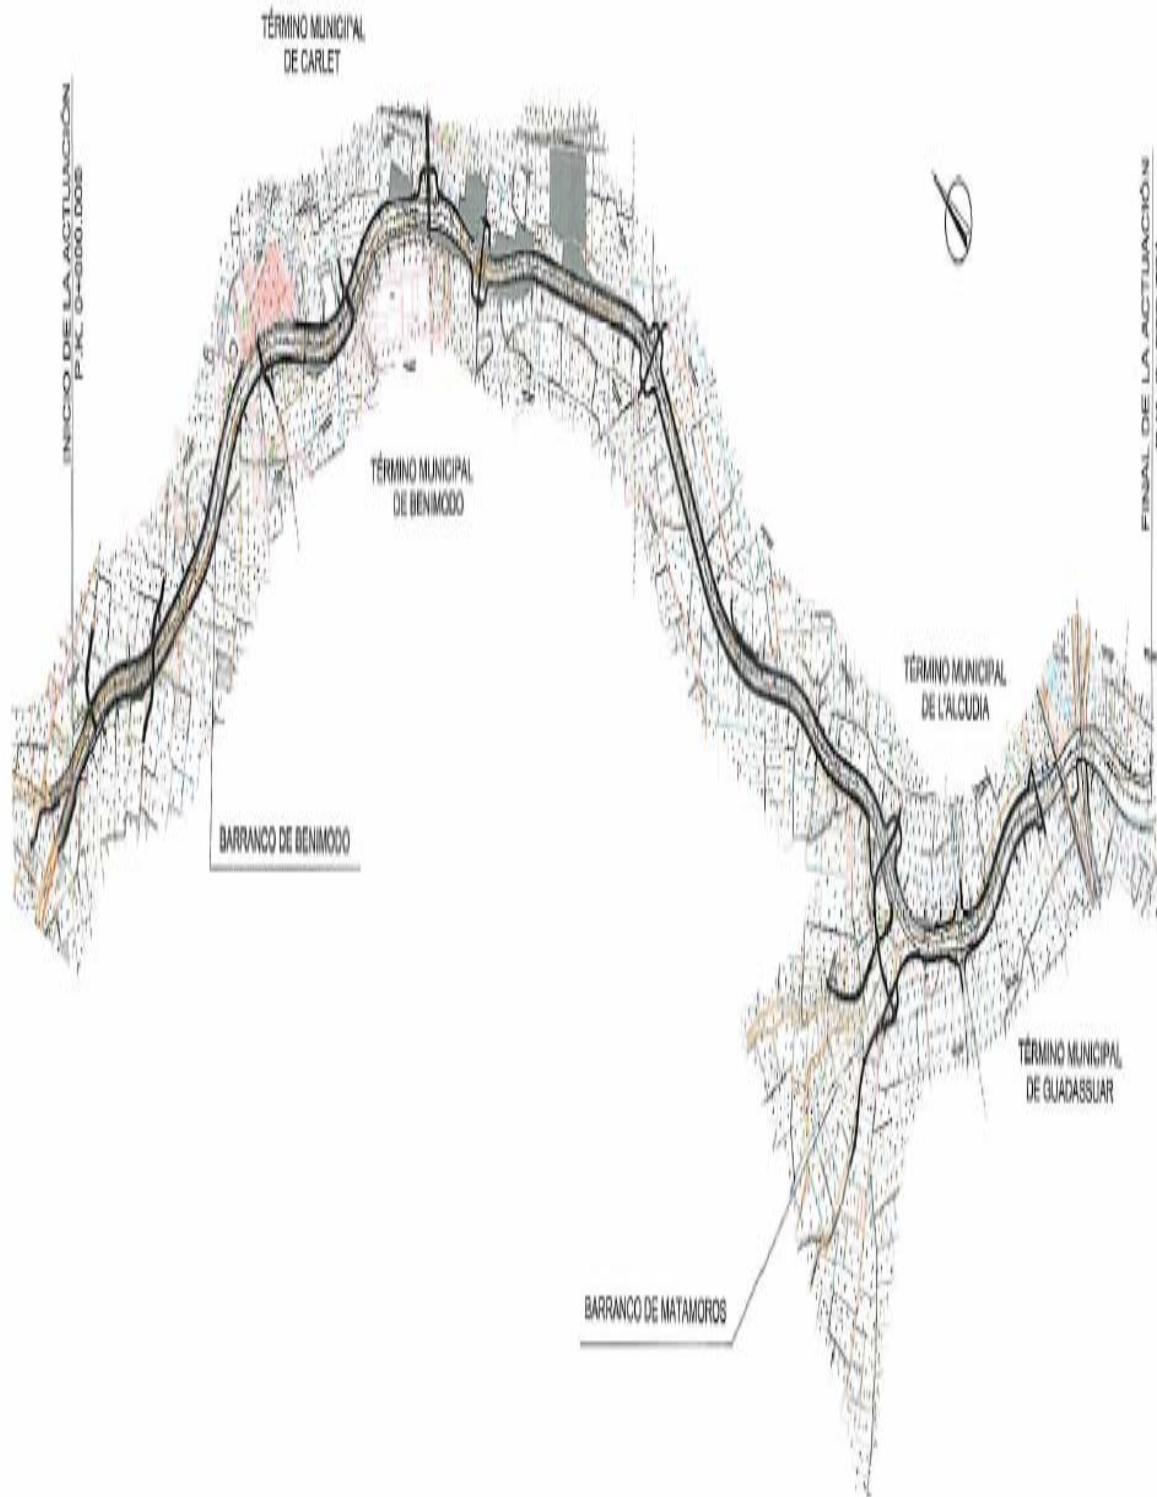 TÉRMINO MUNICIPAL
DE CARLET
INICIO DE LA ACTUACIÓN
P.K. 0+000.DOS
FINAL DE LA ACTUACIÓN
TÉRMINO MUNICIPAL
DE BENIMODO
TÉRMINO MUNICIPAL
DE L'ALCUDIA
BARRANCO DE BENIMODO
TÉRMINO MUNICIPAL
DE GUADASSUAR
BARRANCO DE MATAMOROS